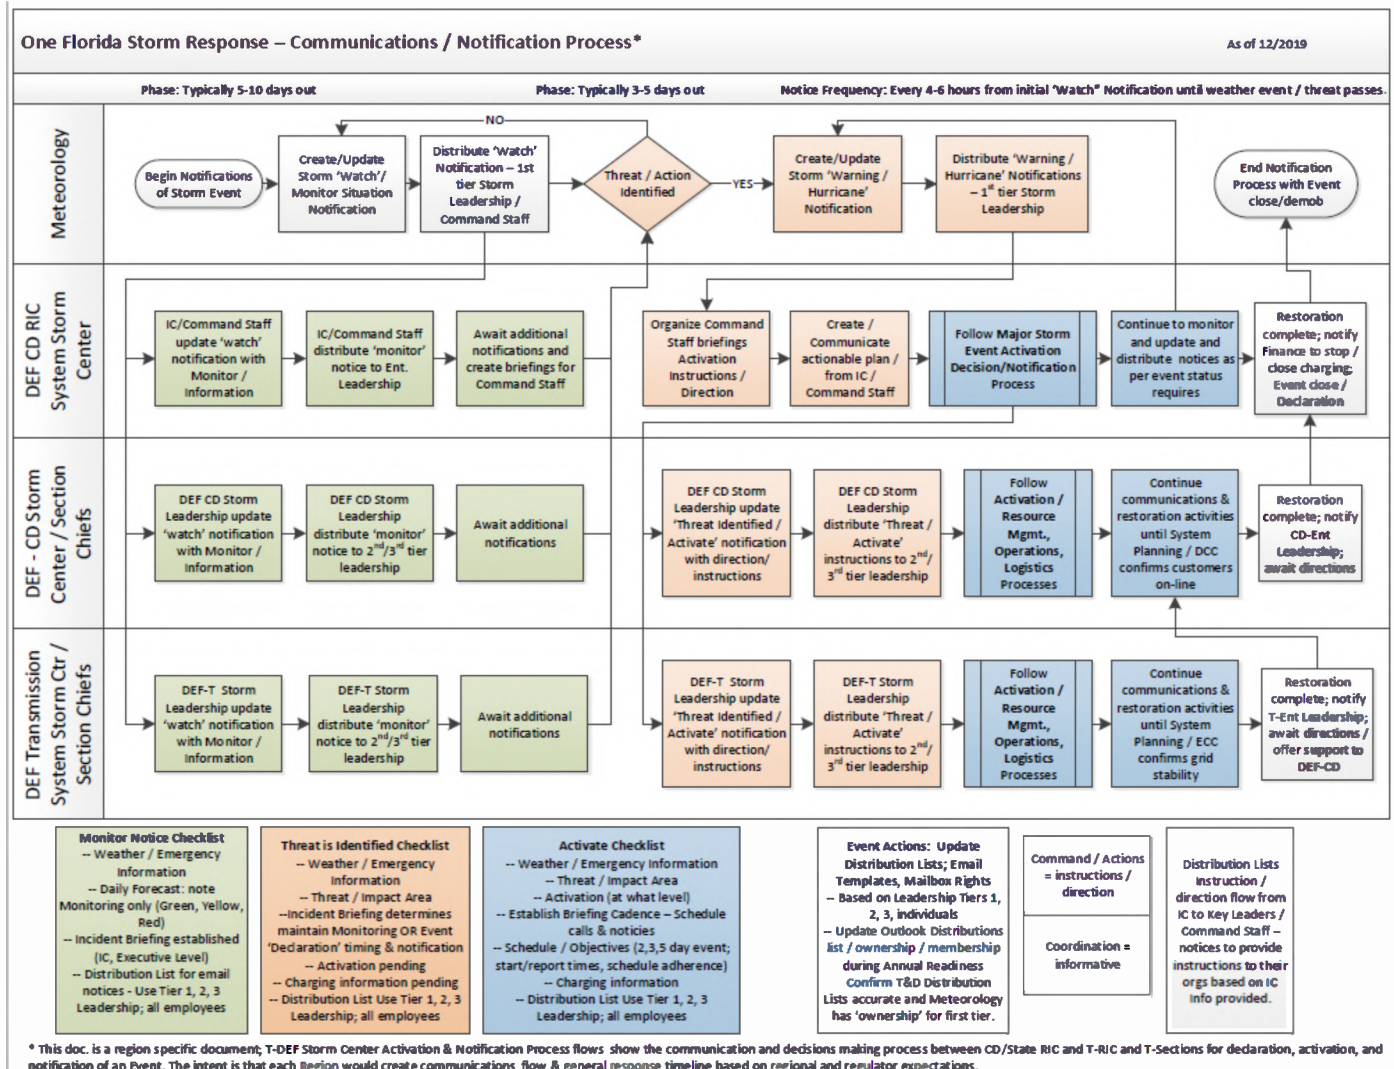 One Florida Storm Response – Communications / Notification Process*
As of 12/2019
Phase: Typically 5-10 days out
Phase: Typically 3-5 days out
Notice Frequency: Every 4-6 hours from initial ‘Watch” Notification until weather event / threat passes.
Meteorology
Begin Notifications
of Storm Event
Create/Update
Storm ‘Watch’/
Monitor Situation
Notification
Distribute ‘Watch’
Notification – 1st
tier Storm
Leadership /
Command Staff
NO
Threat / Action
Identified
YES
Create/Update
Storm ‘Warning /
Hurricane’
Notification
Distribute ‘Warning /
Hurricane’ Notifications
– 1st tier Storm
Leadership
End Notification
Process with Event
close/demob
DEF CD RIC
System Storm
Center
IC/Command Staff
update ‘watch’
notification with
Monitor /
Information
IC/Command Staff
distribute ‘monitor’
notice to Ent.
Leadership
Await additional
notifications and
create briefings for
Command Staff
Organize Command
Staff briefings
Activation
Instructions /
Direction
Create /
Communicate
actionable plan /
from IC /
Command Staff
Follow Major Storm
Event Activation
Decision/Notification
Process
Continue to monitor
and update and
distribute notices as
per event status
requires
Restoration
complete; notify
Finance to stop /
close charging;
Event close /
Declaration
DEF - CD Storm
Center / Section
Chiefs
DEF CD Storm
Leadership update
‘watch’ notification
with Monitor /
Information
DEF CD Storm
Leadership
distribute ‘monitor’
notice to 2nd/3rd tier
leadership
Await additional
notifications
DEF CD Storm
Leadership update
‘Threat Identified /
Activate’ notification
with direction/
instructions
DEF CD Storm
Leadership
distribute ‘Threat /
Activate’
instructions to 2nd/
3rd tier leadership
Follow
Activation /
Resource
Mgmt.,
Operations,
Logistics
Processes
Continue
communications &
restoration activities
until System
Planning / DCC
confirms customers
on-line
Restoration
complete; notify
CD-Ent
Leadership;
await directions
DEF Transmission
System Storm Ctr /
Section Chiefs
DEF-T Storm
Leadership update
‘watch’ notification
with Monitor /
Information
DEF-T Storm
Leadership
distribute ‘monitor’
notice to 2nd/3rd tier
leadership
Await additional
notifications
DEF-T Storm
Leadership update
‘Threat Identified /
Activate’ notification
with direction/
instructions
DEF-T Storm
Leadership
distribute ‘Threat /
Activate’
instructions to 2nd/
3rd tier leadership
Follow
Activation /
Resource
Mgmt.,
Operations,
Logistics
Processes
Continue
communications &
restoration activities
until System
Planning / ECC
confirms grid
stability
Restoration
complete; notify
T-Ent Leadership;
await directions /
offer support to
DEF-CD
Monitor Notice Checklist
-- Weather / Emergency
Information
-- Daily Forecast: note
Monitoring only (Green, Yellow,
Red)
-- Incident Briefing established
(IC, Executive Level)
-- Distribution List for email
notices - Use Tier 1, 2, 3
Leadership; all employees
Threat is Identified Checklist
-- Weather / Emergency
Information
-- Threat / Impact Area
--Incident Briefing determines
maintain Monitoring OR Event
‘Declaration’ timing & notification
-- Activation pending
-- Charging information pending
-- Distribution List Use Tier 1, 2, 3
Leadership; all employees
Activate Checklist
-- Weather / Emergency Information
-- Threat / Impact Area
-- Activation (at what level)
-- Establish Briefing Cadence – Schedule
calls & noticies
-- Schedule / Objectives (2,3,5 day event;
start/report times, schedule adherence)
-- Charging information
-- Distribution List Use Tier 1, 2, 3
Leadership; all employees
Event Actions: Update
Distribution Lists; Email
Templates, Mailbox Rights
-- Based on Leadership Tiers 1,
2, 3, individuals
-- Update Outlook Distributions
list / ownership / membership
during Annual Readiness
Confirm T&D Distribution
Lists accurate and Meteorology
has ‘ownership’ for first tier.
Command / Actions
= instructions /
direction
Coordination =
informative
Distribution Lists
Instruction /
direction flow from
IC to Key Leaders /
Command Staff –
notices to provide
instructions to their
orgs based on IC
Info provided.
* This doc. is a region specific document; T-DEF Storm Center Activation & Notification Process flows show the communication and decisions making process between CD/State RIC and T-RIC and T-Sections for declaration, activation, and
notification of an Event. The intent is that each Region would create communications flow & general response timeline based on regional and regulator expectations.